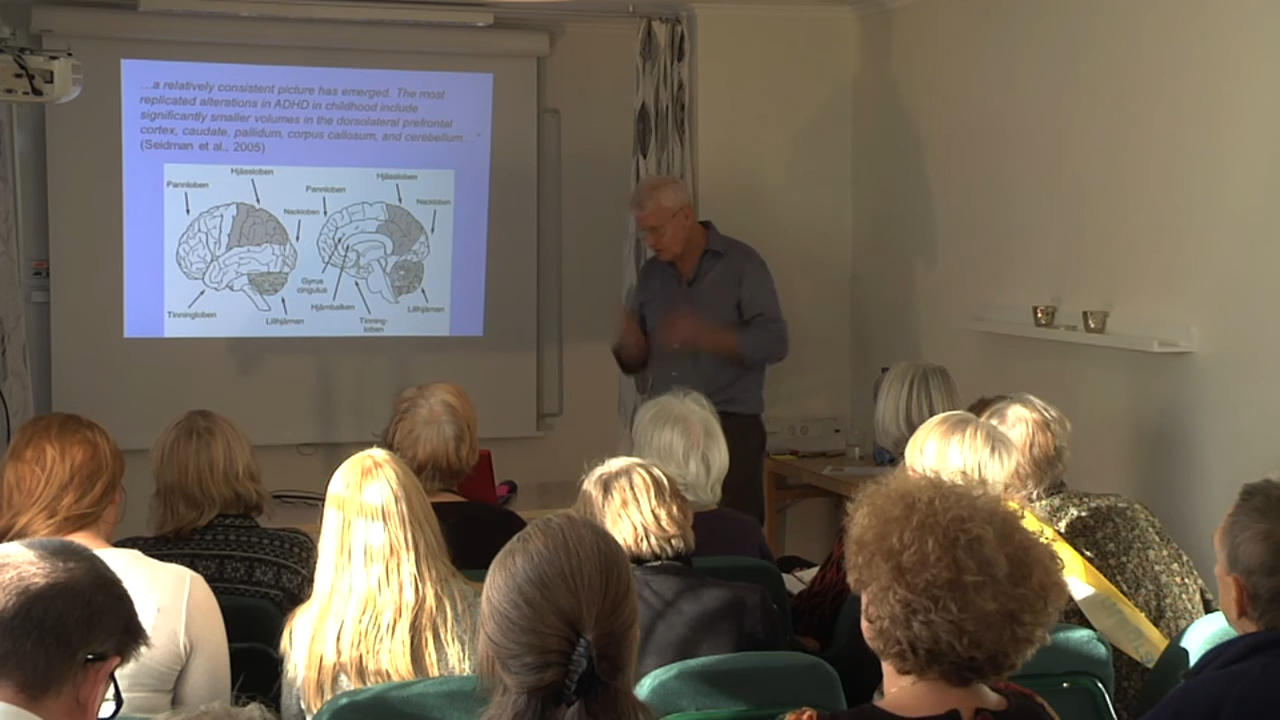 ...a relatively consistent picture has emerged. The most
replicated alterations in ADHD in childhood include
significantly smaller volumes in the dorsolateral prefrontal
cortex, caudate, pallidum, corpus callosum, and cerebellum...
(Seidman et al., 2005)
Hjässloben
Pannloben
Nackloben
Tinningloben
Lillhjärnan
Hjässloben
Pannloben
Nackloben
Gyrus
cingulus
Hjärnbalken
Tinning-
loben
Lillhjärnan